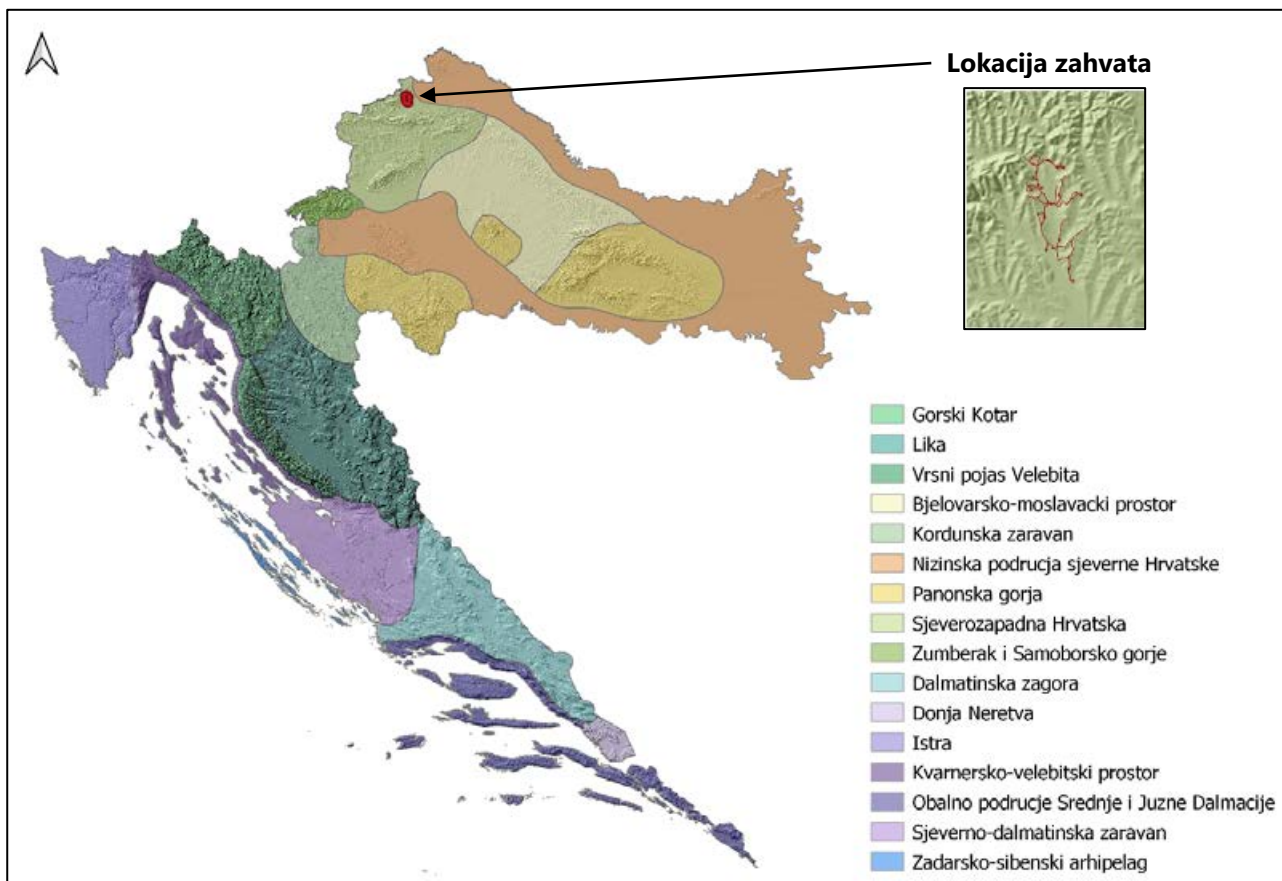 Lokacija zahvata
Gorski Kotar
Lika
Vrsni pojas Velebita
Bjelovarsko-moslavacki prostor
Kordunska zaravan
Nizinska podrucja sjeverne Hrvatske
Panonska gorja
Sjeverozapadna Hrvatska
Zumberak i Samoborsko gorje
Dalmatinska zagora
Donja Neretva
Istra
Kvarnersko-velebitski prostor
Obalno podrucje Srednje i Juzne Dalmacije
Sjeverno-dalmatinska zaravan
Zadarsko-sibenski arhipelag